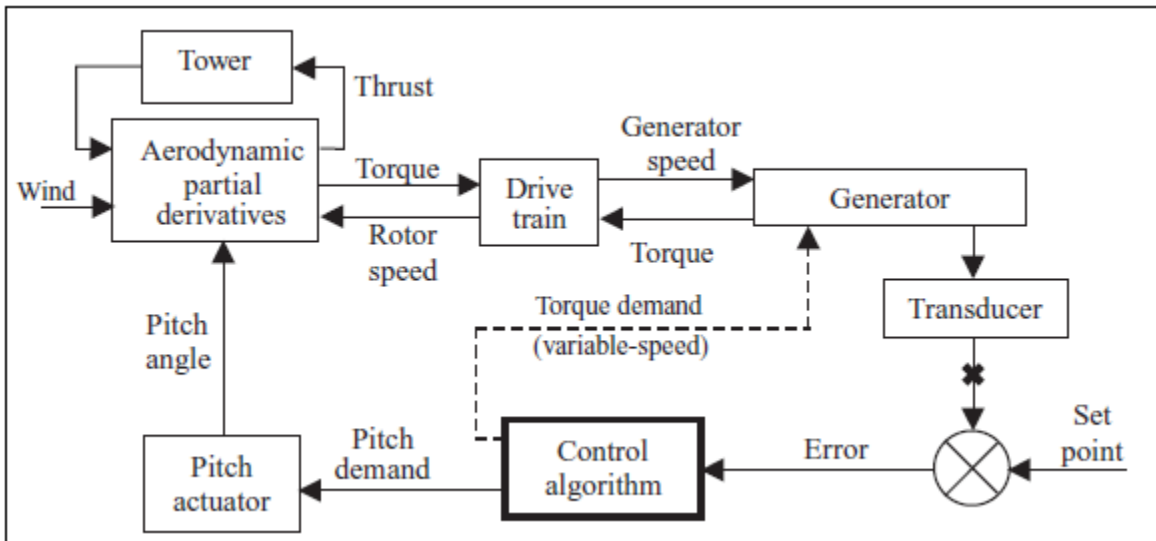 Tower
Thrust
Aerodynamic
partial
derivatives
Wind
Torque
Rotor
speed
Drive
train
Generator
speed
Torque
Generator
Transducer
Torque demand
(variable-speed)
Pitch
angle
Pitch
actuator
Pitch
demand
Control
algorithm
Error
Set
point